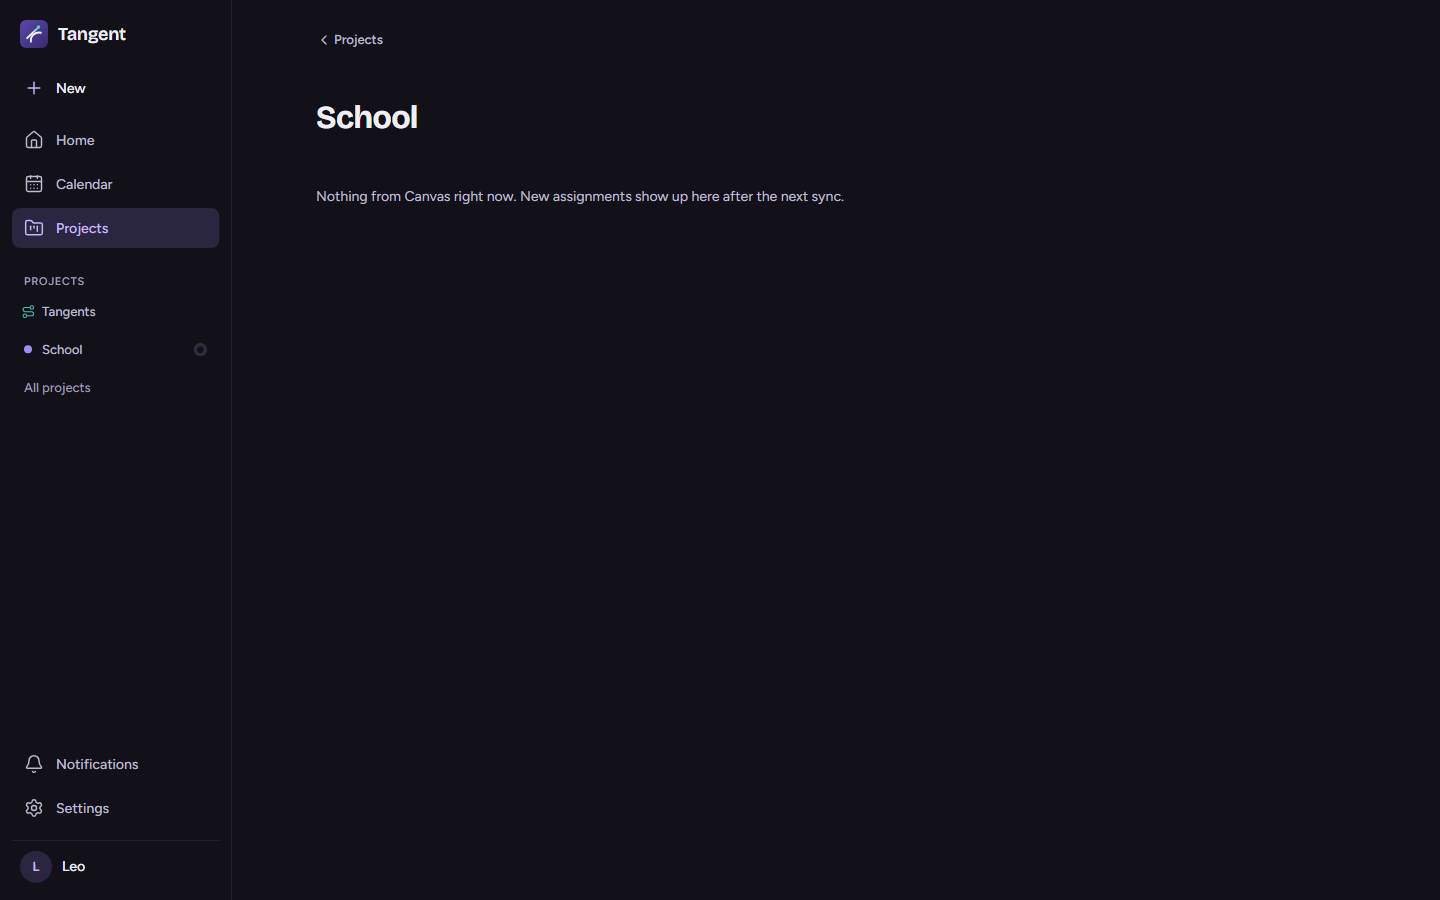 Tangent
New
Home
Calendar
Projects
PROJECTS
Tangents
School
All projects
Notifications
Settings
L
Leo
Projects
School
Nothing from Canvas right now. New assignments show up here after the next sync.